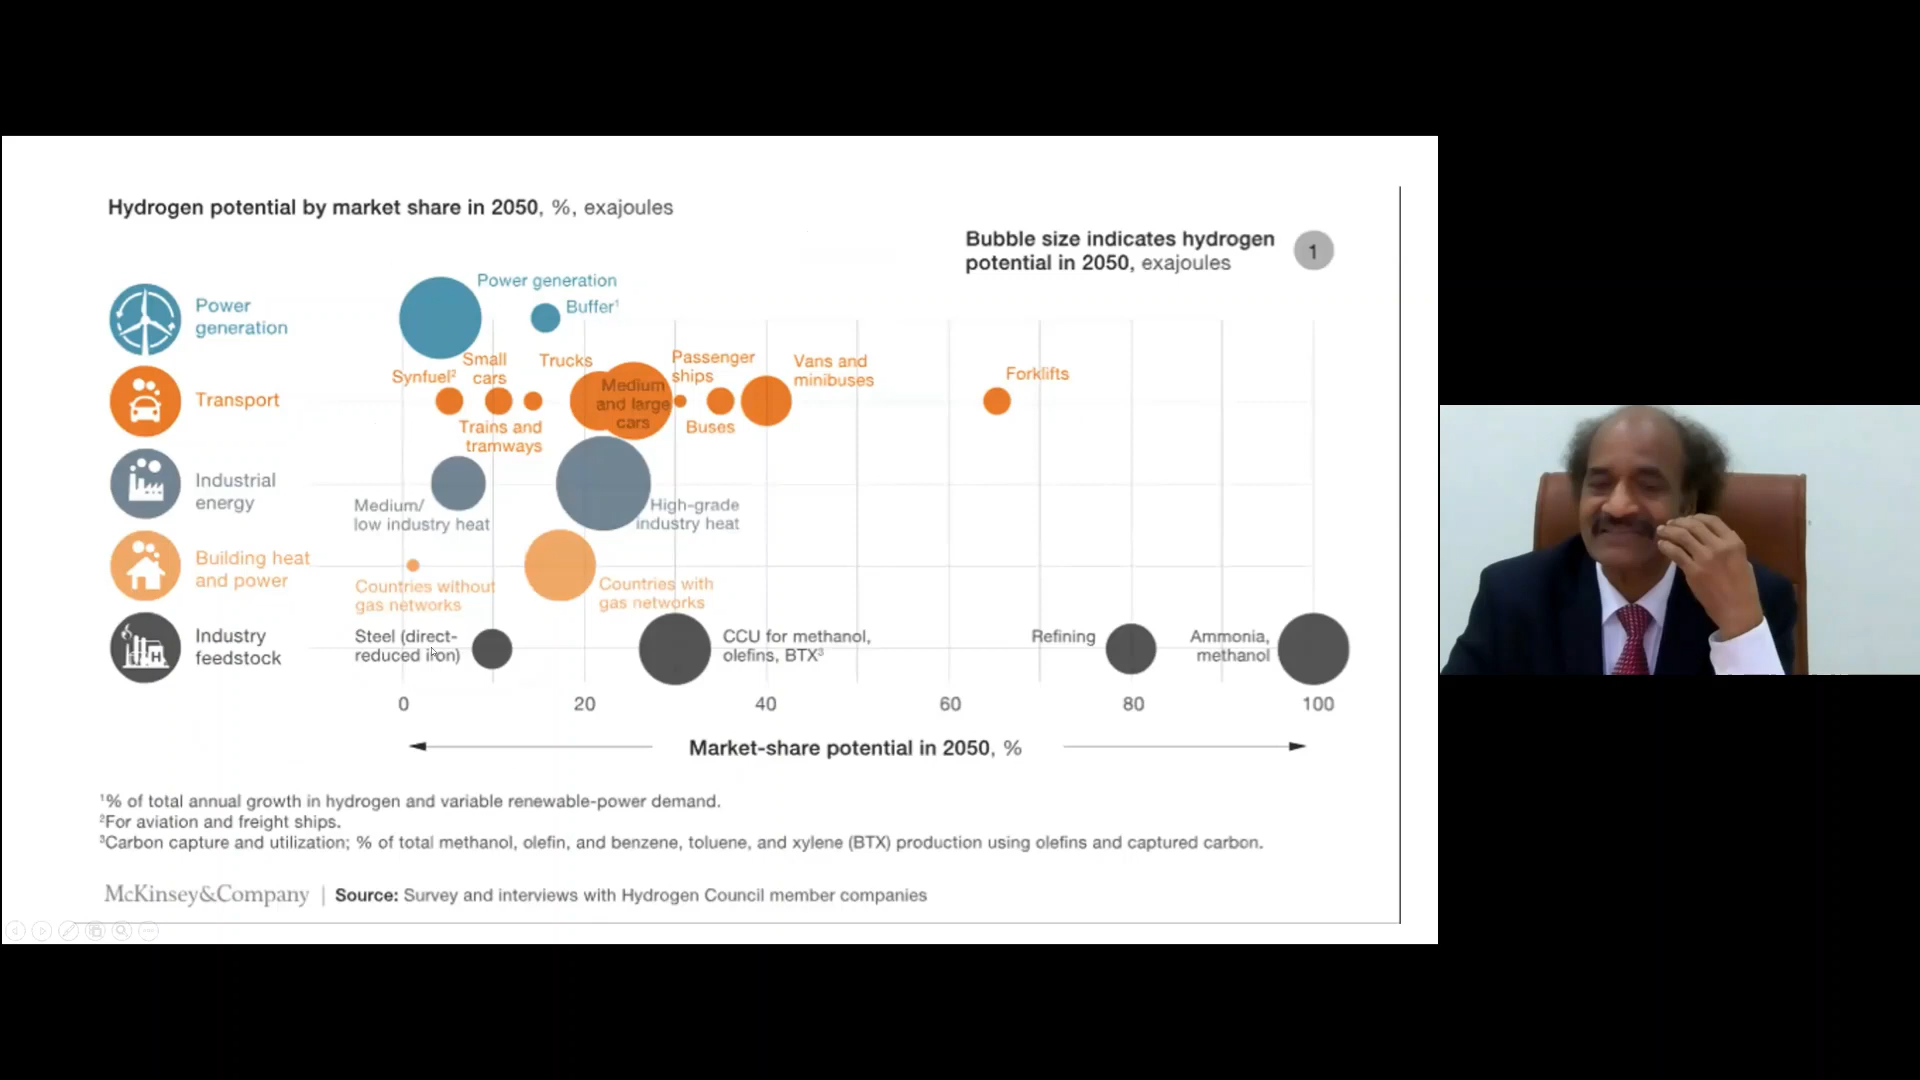 Hydrogen potential by market share in 2050, %, exajoules
Bubble size indicates hydrogen
potential in 2050, exajoules
1
Power
generation
Power generation
Buffer¹
Transport
Synfuel²
Small
cars
Trains and
tramways
Trucks
Medium
and large
cars
Passenger
ships
Buses
Vans and
minibuses
Forklifts
Industrial
energy
Medium/
low industry heat
High-grade
industry heat
Building heat
and power
Countries without
gas networks
Countries with
gas networks
Industry
feedstock
H
Steel (direct-
reduced iron)
CCU for methanol,
olefins, BTX³
Refining
Ammonia,
methanol
0 20 40 60 80 100
Market-share potential in 2050, %
¹% of total annual growth in hydrogen and variable renewable-power demand.
²For aviation and freight ships.
³Carbon capture and utilization; % of total methanol, olefin, and benzene, toluene, and xylene (BTX) production using olefins and captured carbon.
McKinsey&Company | Source: Survey and interviews with Hydrogen Council member companies